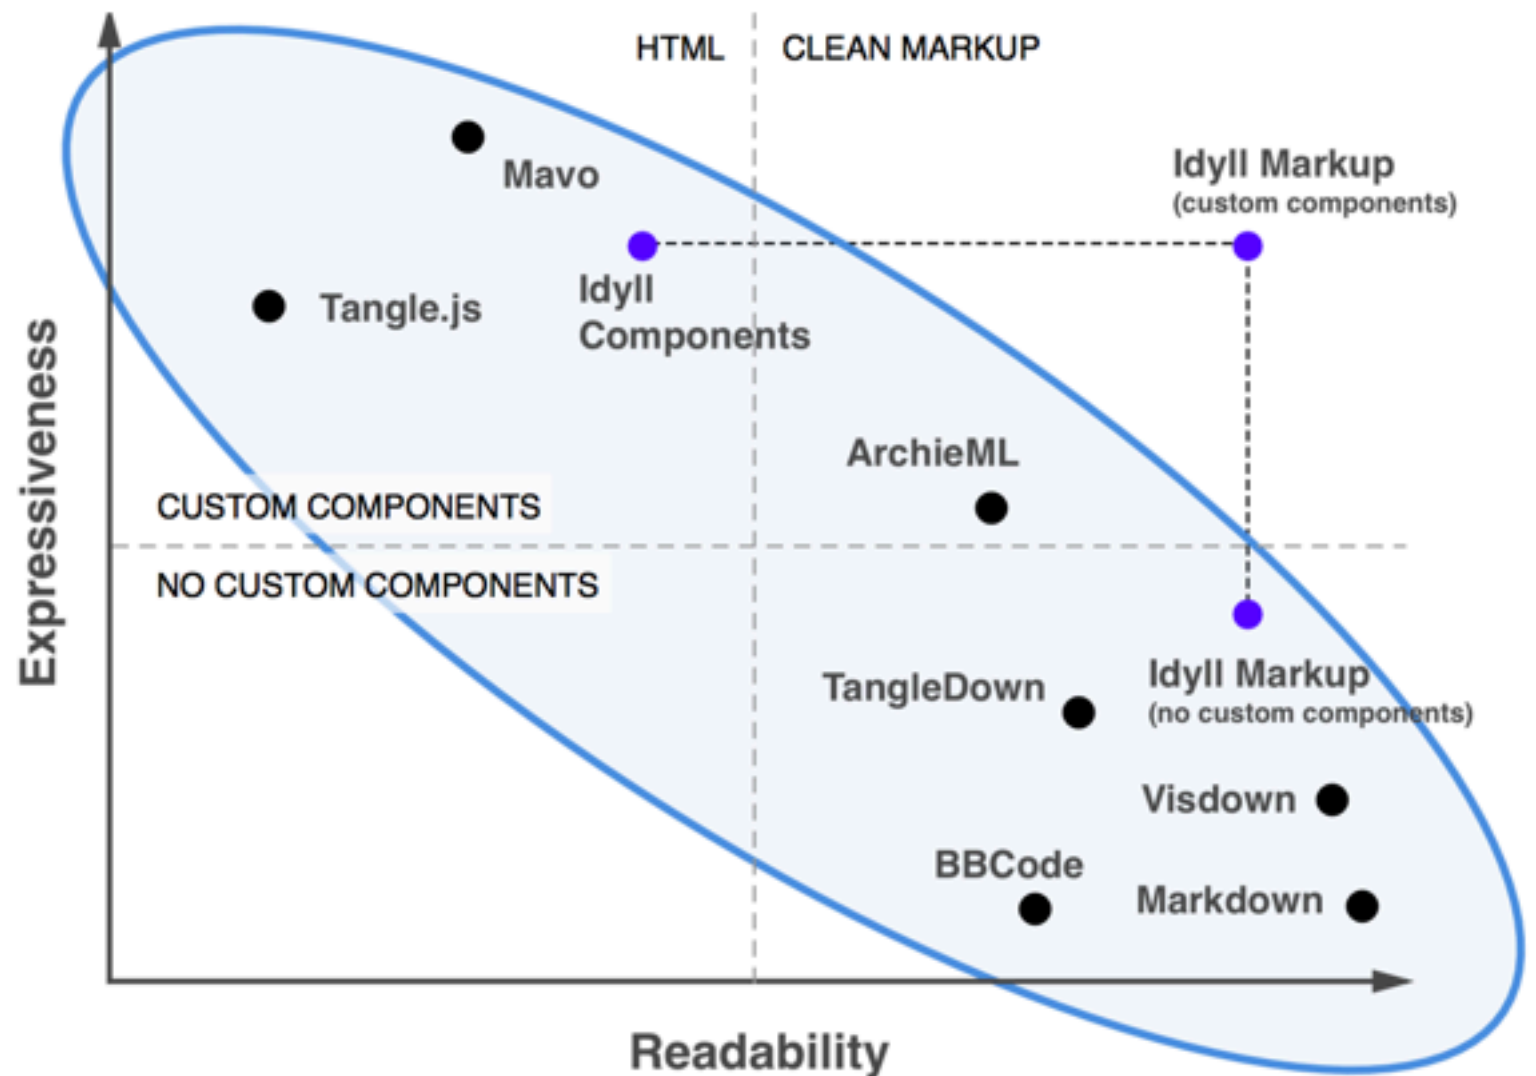 HTML
CLEAN MARKUP
Mavo
Idyll Markup
(custom components)
Idyll
Components
Tangle.js
ArchieML
CUSTOM COMPONENTS
NO CUSTOM COMPONENTS
Expressiveness
TangleDown
Idyll Markup
(no custom components)
Visdown
BBCode
Markdown
Readability